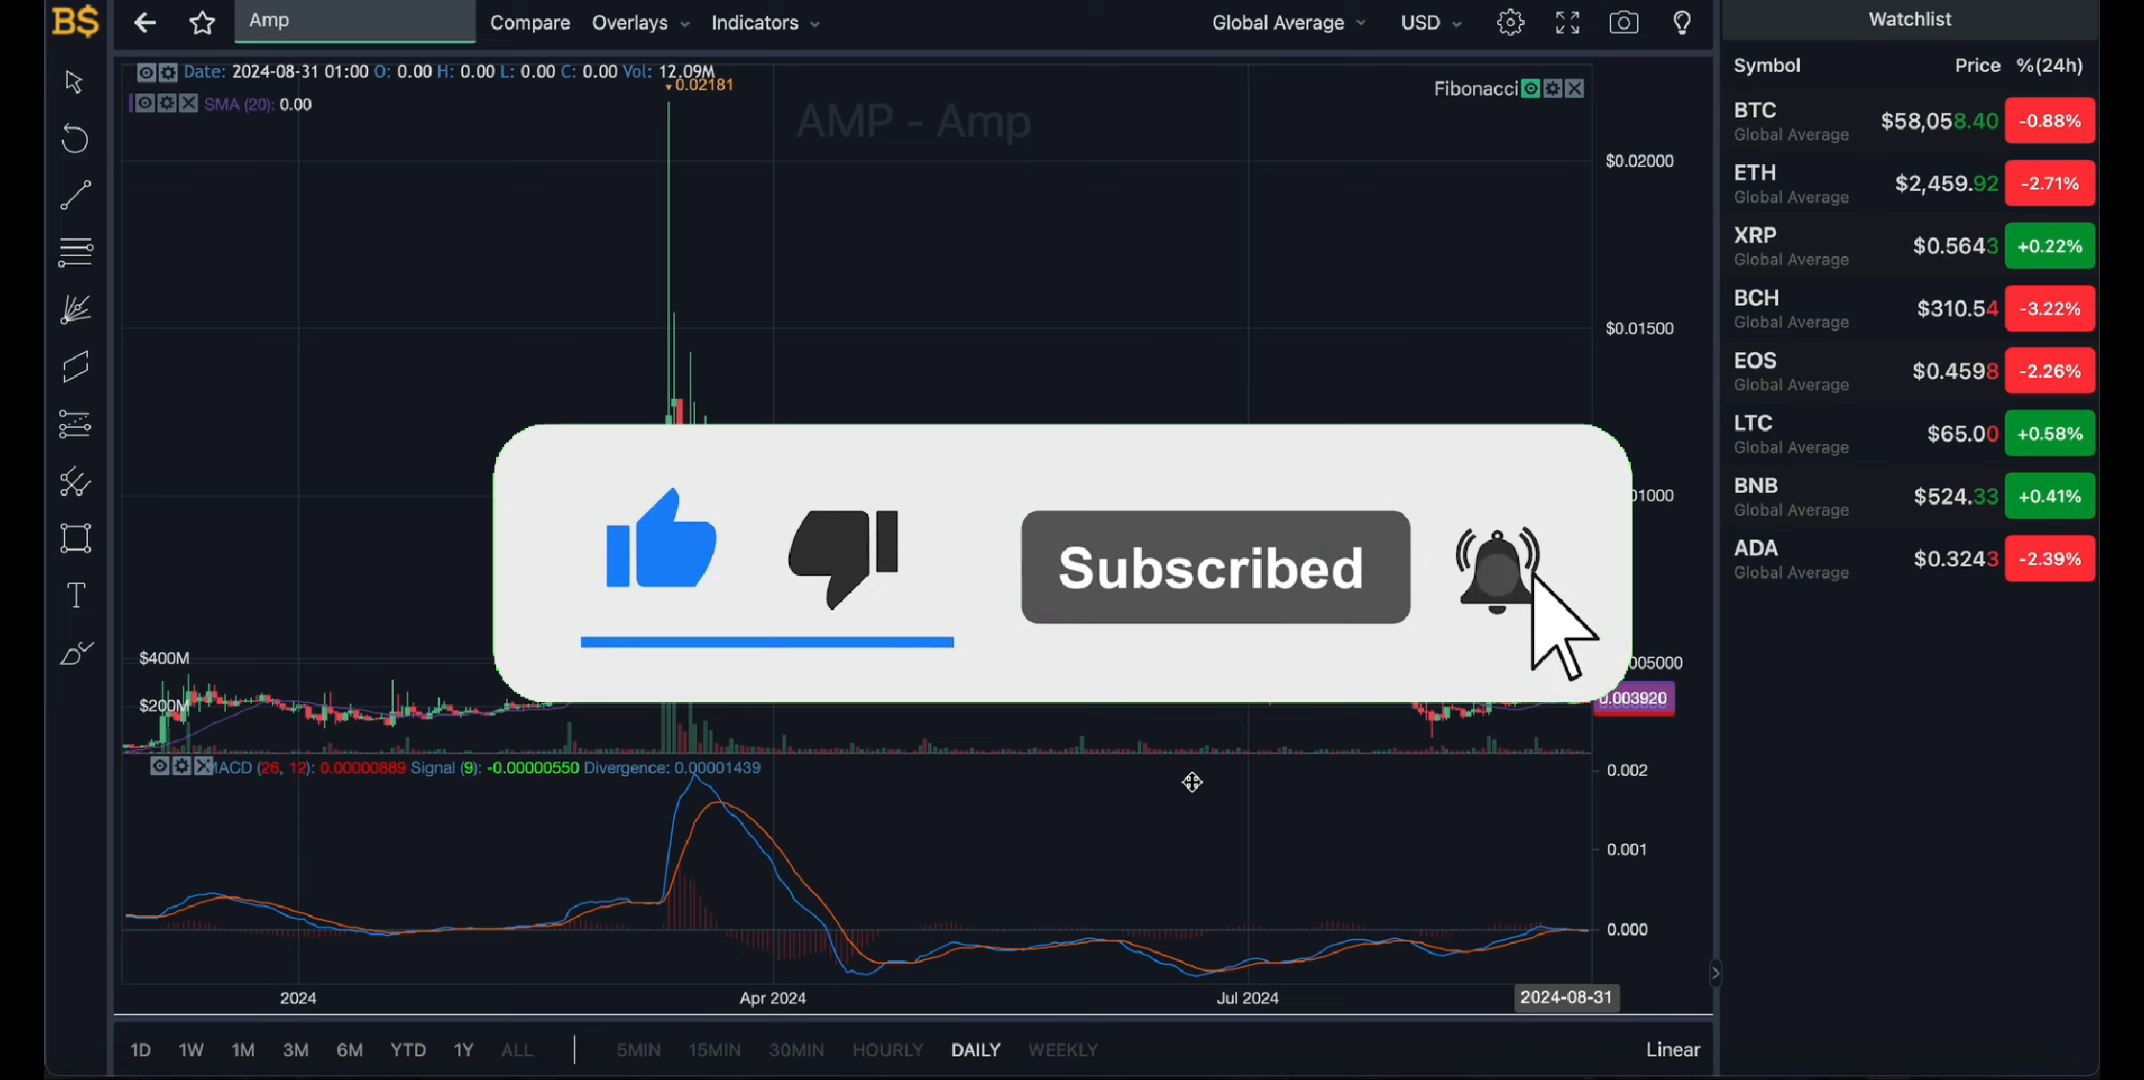 B$
Amp
Compare
Overlays
Indicators
Global Average
USD
Watchlist
Date: 2024-08-31 01:00 O: 0.00 H: 0.00 L: 0.00 C: 0.00 Vol: 12.09M
0.02181
SMA (20): 0.00
AMP - Amp
Fibonacci
Symbol Price %(24h)
BTC $58,058.40 -0.88%
Global Average
ETH $2,459.92 -2.71%
Global Average
XRP $0.5643 +0.22%
Global Average
BCH $310.54 -3.22%
Global Average
EOS $0.4598 -2.26%
Global Average
LTC $65.00 +0.58%
Global Average
BNB $524.33 +0.41%
Global Average
ADA $0.3243 -2.39%
Global Average
$0.02000
$0.01500
01000
005000
0.003920
Subscribed
$400M
$200M
MACD (26, 12): 0.00000889 Signal (9): -0.00000550 Divergence: 0.00001439
0.002
0.001
0.000
2024
Apr 2024
Jul 2024
2024-08-31
1D 1W 1M 3M 6M YTD 1Y ALL
5MIN 15MIN 30MIN HOURLY DAILY WEEKLY
Linear
T